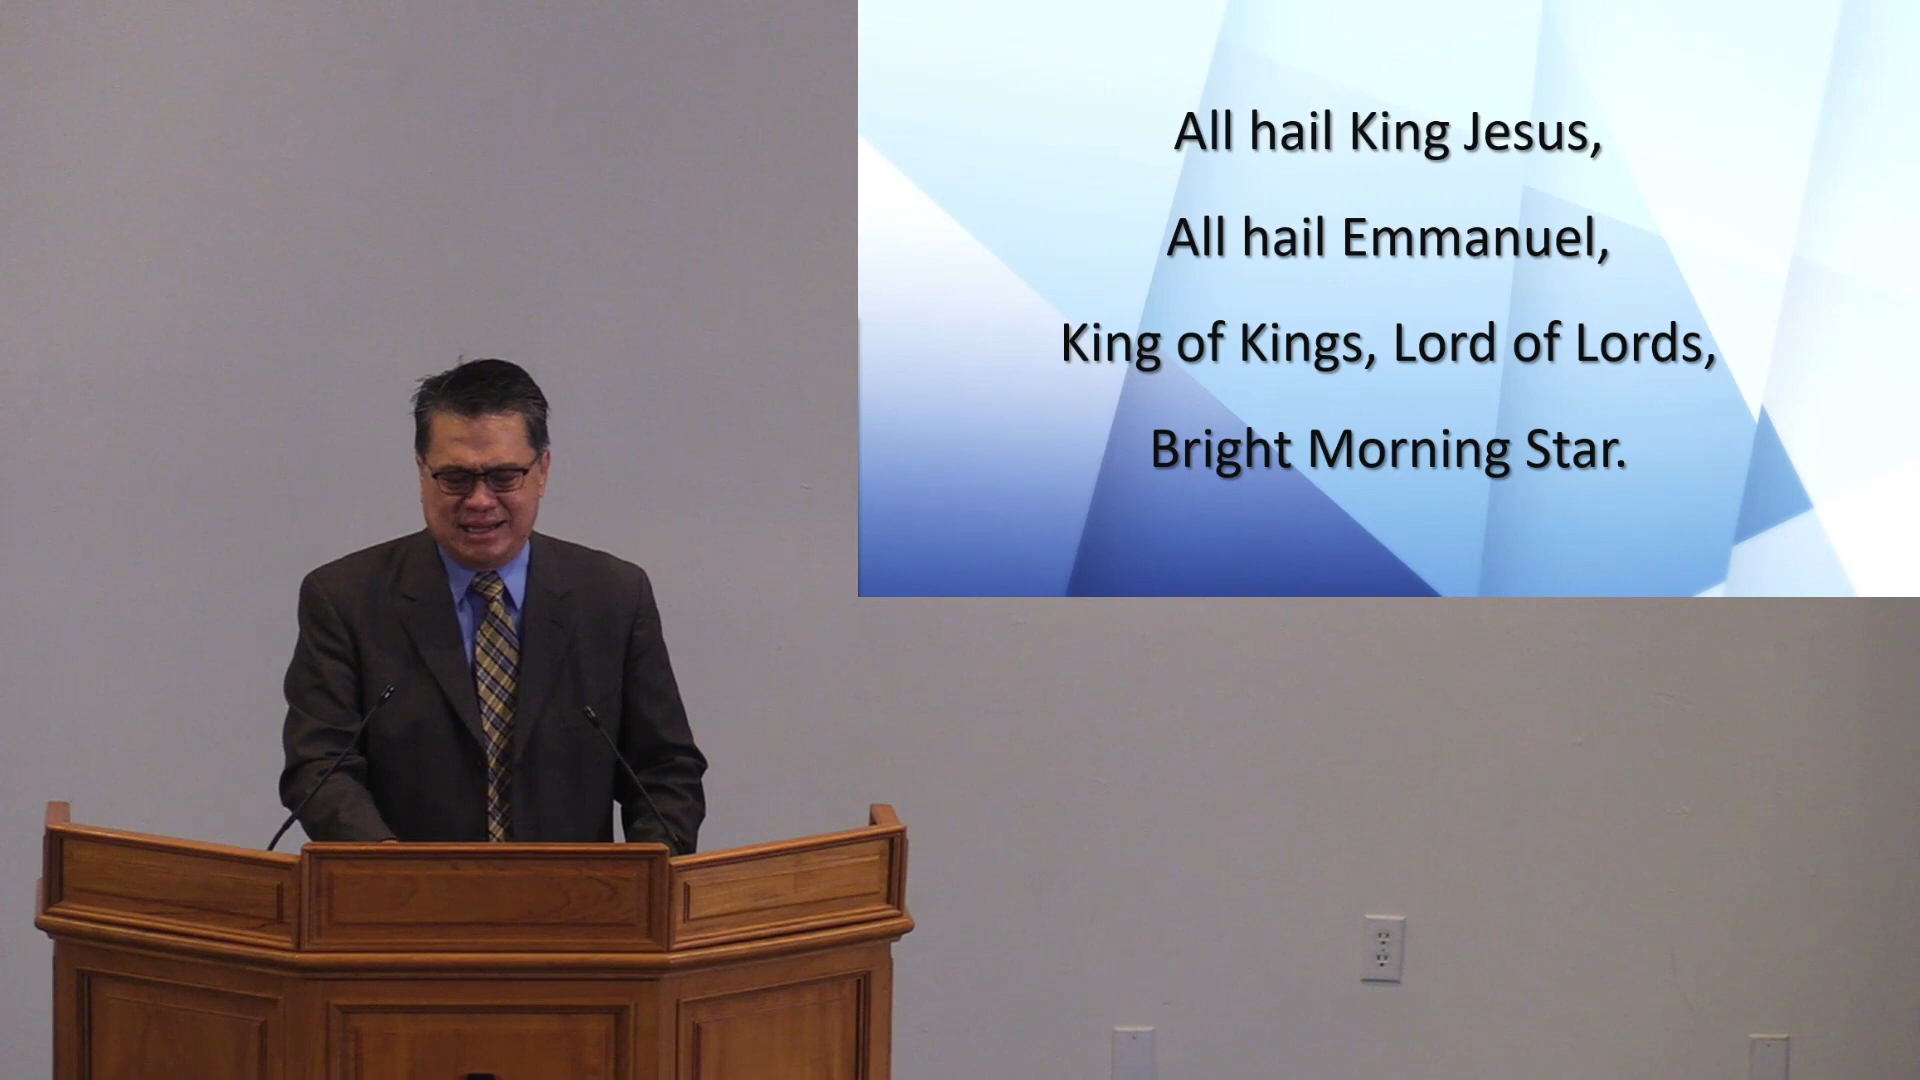 All hail King Jesus,
All hail Emmanuel,
King of Kings, Lord of Lords,
Bright Morning Star.